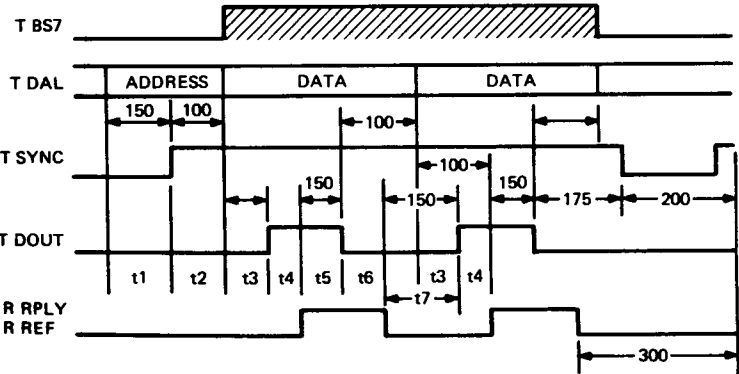 T BS7
T DAL
ADDRESS DATA DATA
150 100 100
T SYNC
100
150 150 150 175 200
T DOUT
t1 t2 t3 t4 t5 t6 t3 t4
t7
R RPLY
R REF
300